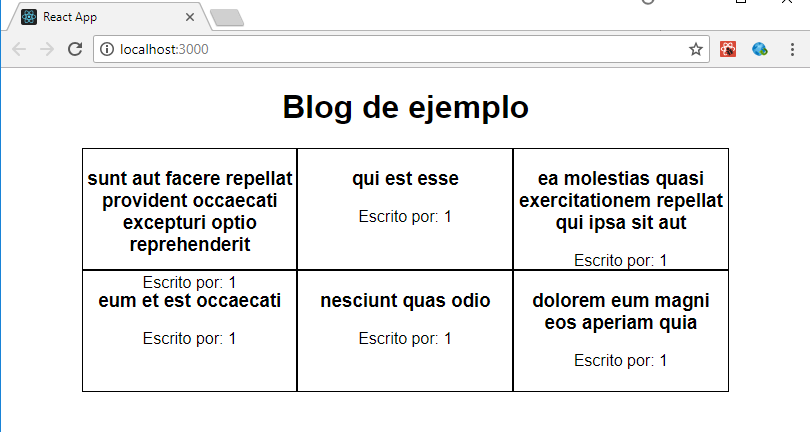 React App
localhost:3000
Blog de ejemplo
sunt aut facere repellat
provident occaecati
excepturi optio
reprehenderit
Escrito por: 1
qui est esse
Escrito por: 1
ea molestias quasi
exercitationem repellat
qui ipsa sit aut
Escrito por: 1
eum et est occaecati
Escrito por: 1
nesciunt quas odio
Escrito por: 1
dolorem eum magni
eos aperiam quia
Escrito por: 1